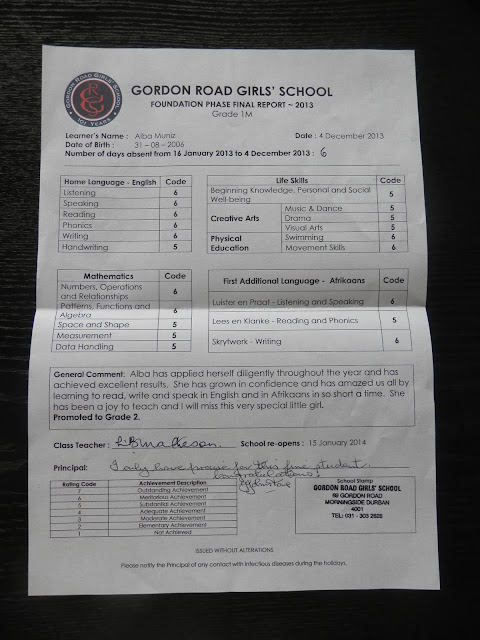 GORDON ROAD GIRLS' SCHOOL
101 YEARS
GORDON ROAD GIRLS' SCHOOL
FOUNDATION PHASE FINAL REPORT ~ 2013
Grade 1M
Learner's Name : Alba Muniz Date : 4 December 2013
Date of Birth : 31 – 08 – 2006
Number of days absent from 16 January 2013 to 4 December 2013 : 6
Home Language - English Code
Listening 6
Speaking 6
Reading 6
Phonics 6
Writing 6
Handwriting 5
Life Skills Code
Beginning Knowledge, Personal and Social
Well-being 5
Creative Arts
Music & Dance 5
Drama 5
Visual Arts 5
Physical
Education
Swimming 6
Movement Skills 6
Mathematics Code
Numbers, Operations
and Relationships 6
Patterns, Functions and
Algebra 6
Space and Shape 5
Measurement 5
Data Handling 5
First Additional Language - Afrikaans Code
Luister en Praat - Listening and Speaking 6
Lees en Klanke - Reading and Phonics 5
Skryfwerk - Writing 6
General Comment: Alba has applied herself diligently throughout the year and has
achieved excellent results. She has grown in confidence and has amazed us all by
learning to read, write and speak in English and in Afrikaans in so short a time. She
has been a joy to teach and I will miss this very special little girl.
Promoted to Grade 2.
Class Teacher : School re-opens : 15 January 2014
Principal: I only have praise for this fine student.
Congratulations!
Rating Code Achievement Description
7 Outstanding Achievement
6 Meritorious Achievement
5 Substantial Achievement
4 Adequate Achievement
3 Moderate Achievement
2 Elementary Achievement
1 Not Achieved
School Stamp
GORDON ROAD GIRLS' SCHOOL
69 GORDON ROAD
MORNINGSIDE DURBAN
4001
TEL: 031 - 303 2828
ISSUED WITHOUT ALTERATIONS
Please notify the Principal of any contact with infectious diseases during the holidays.